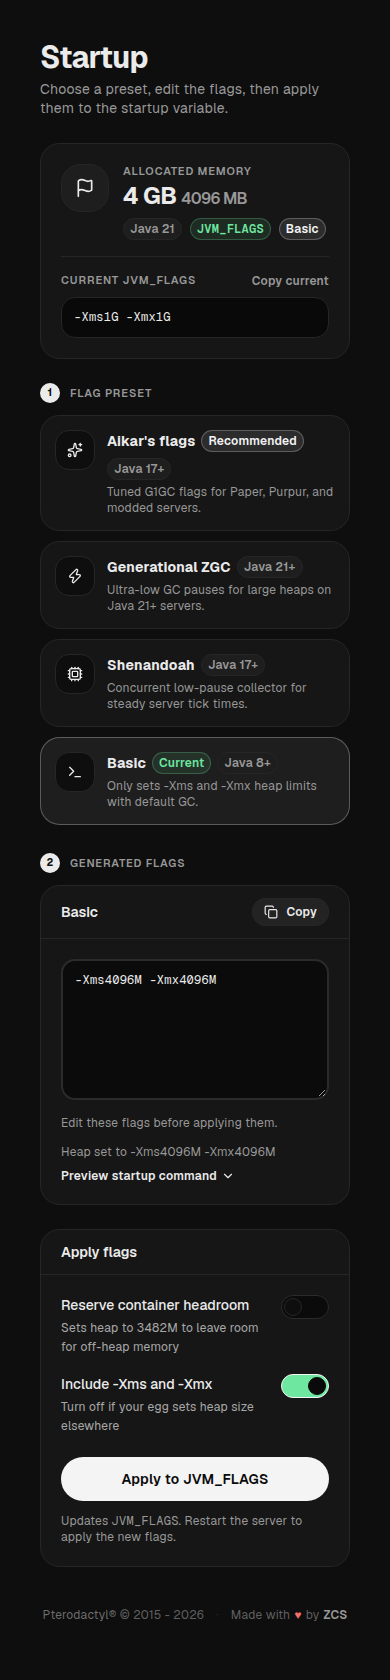 Startup
Choose a preset, edit the flags, then apply
them to the startup variable.
ALLOCATED MEMORY
4 GB 4096 MB
Java 21 JVM_FLAGS Basic
CURRENT JVM_FLAGS Copy current
-Xms1G -Xmx1G
1 FLAG PRESET
Aikar's flags Recommended
Java 17+
Tuned G1GC flags for Paper, Purpur, and
modded servers.
Generational ZGC Java 21+
Ultra-low GC pauses for large heaps on
Java 21+ servers.
Shenandoah Java 17+
Concurrent low-pause collector for
steady server tick times.
Basic Current Java 8+
Only sets -Xms and -Xmx heap limits
with default GC.
2 GENERATED FLAGS
Basic Copy
-Xms4096M -Xmx4096M
Edit these flags before applying them.
Heap set to -Xms4096M -Xmx4096M
Preview startup command
Apply flags
Reserve container headroom
Sets heap to 3482M to leave room
for off-heap memory
Include -Xms and -Xmx
Turn off if your egg sets heap size
elsewhere
Apply to JVM_FLAGS
Updates JVM_FLAGS. Restart the server to
apply the new flags.
Pterodactyl® © 2015 - 2026 · Made with ♥ by ZCS